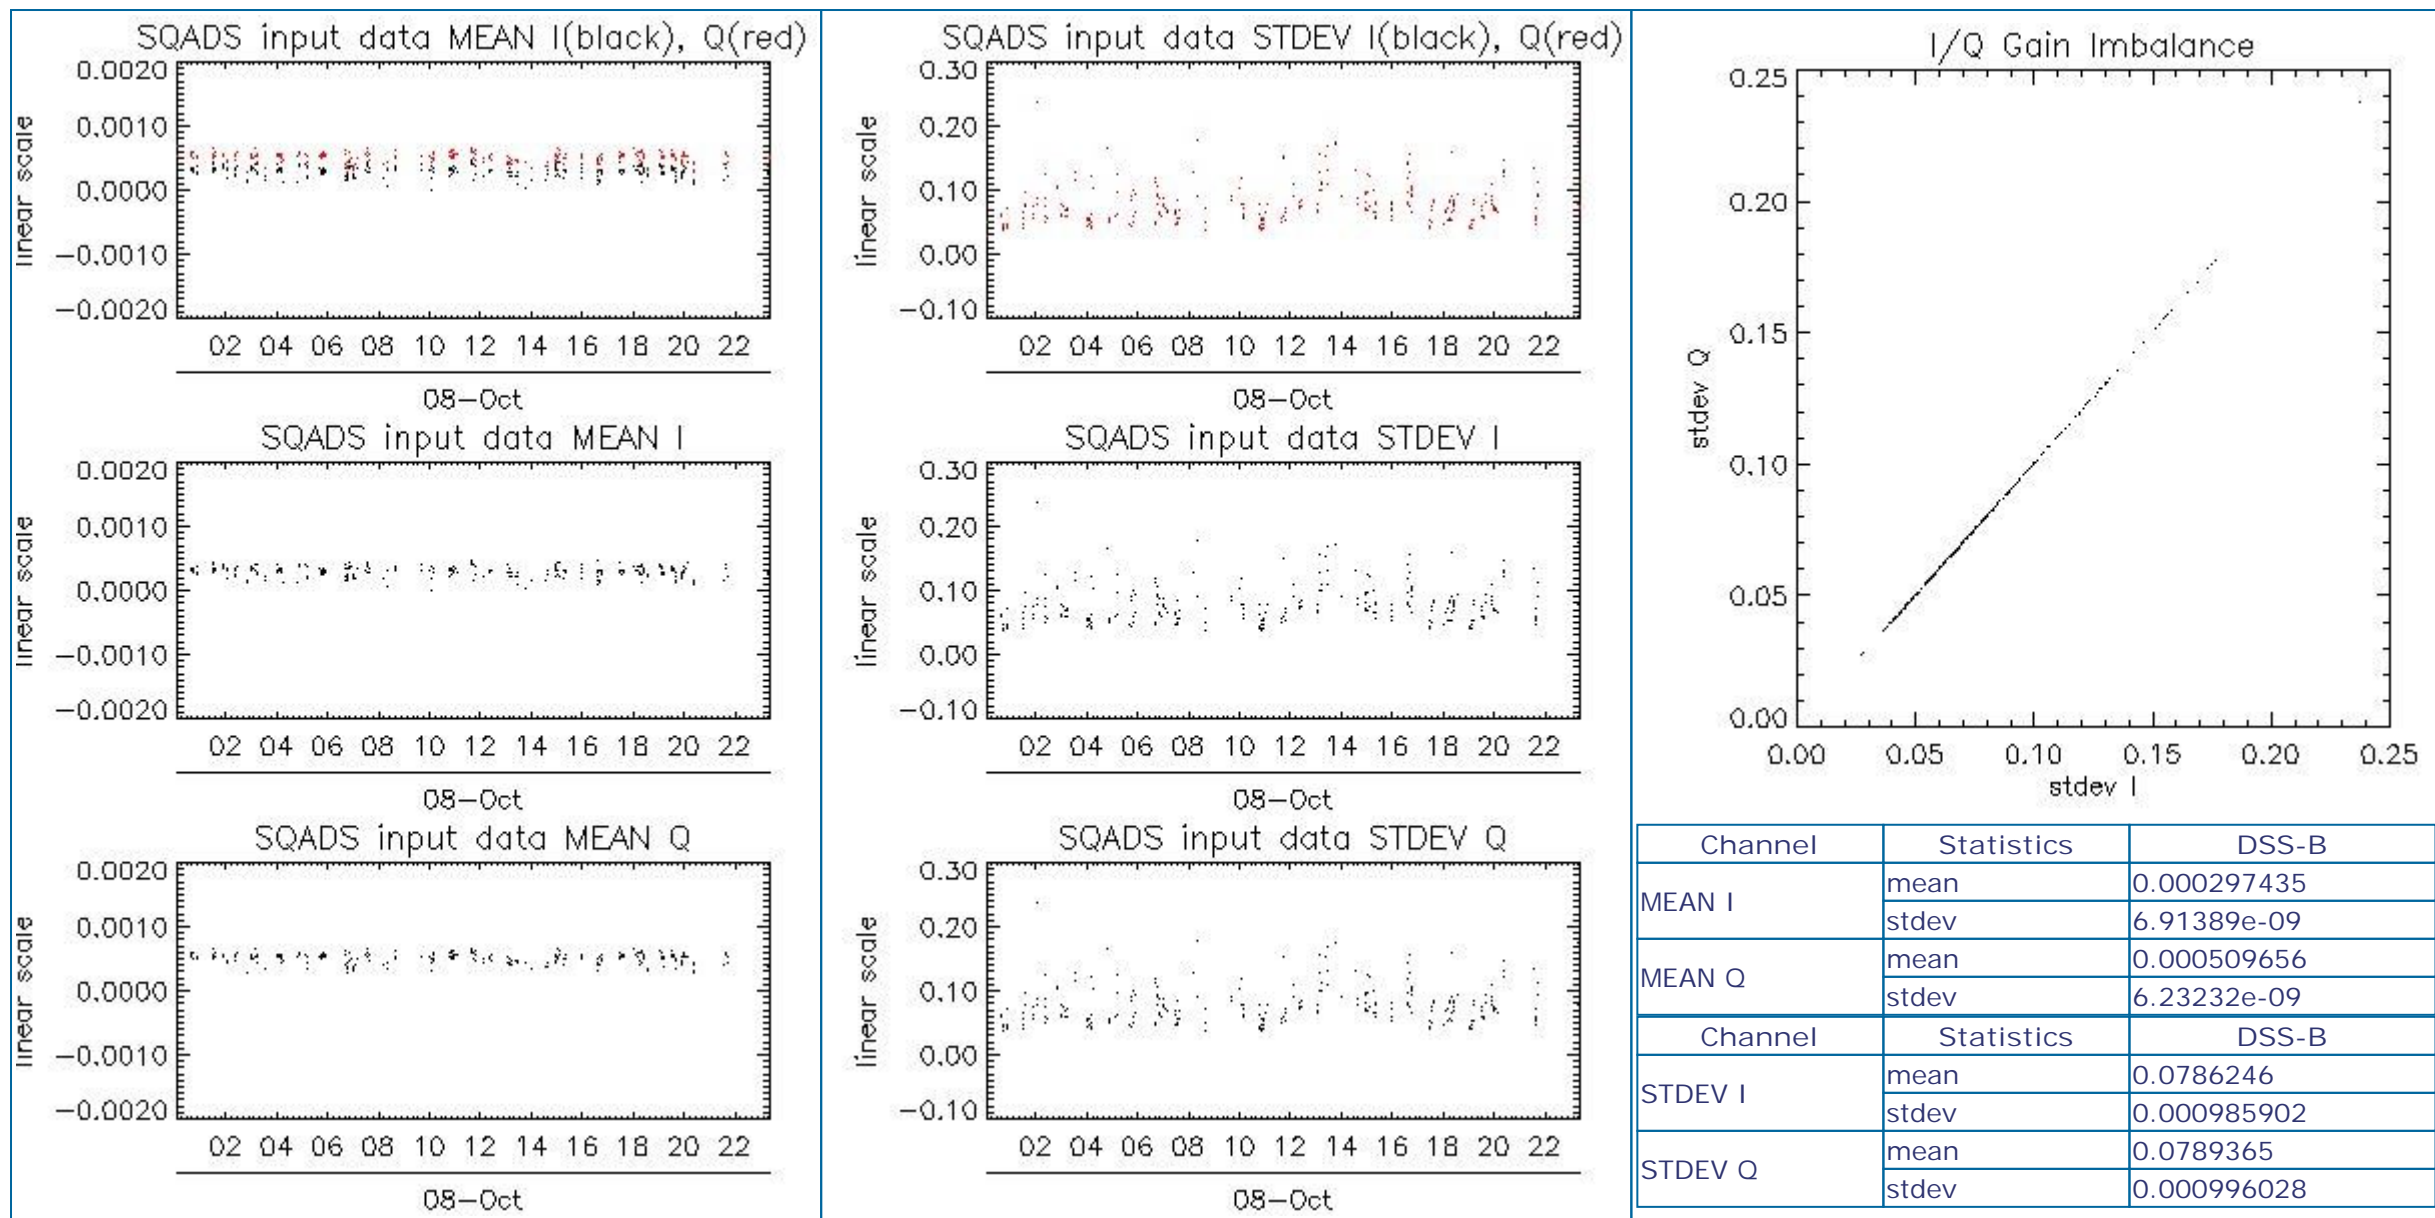 SQADS input data MEAN I(black), Q(red)
0.0020
0.0010
0.0000
-0.0010
-0.0020
linear scale
02 04 06 08 10 12 14 16 18 20 22
08-Oct
SQADS input data MEAN I
0.0020
0.0010
0.0000
-0.0010
-0.0020
linear scale
02 04 06 08 10 12 14 16 18 20 22
08-Oct
SQADS input data MEAN Q
0.0020
0.0010
0.0000
-0.0010
-0.0020
linear scale
02 04 06 08 10 12 14 16 18 20 22
08-Oct
SQADS input data STDEV I(black), Q(red)
0.30
0.20
0.10
0.00
-0.10
linear scale
02 04 06 08 10 12 14 16 18 20 22
08-Oct
SQADS input data STDEV I
0.30
0.20
0.10
0.00
-0.10
linear scale
02 04 06 08 10 12 14 16 18 20 22
08-Oct
SQADS input data STDEV Q
0.30
0.20
0.10
0.00
-0.10
linear scale
02 04 06 08 10 12 14 16 18 20 22
08-Oct
I/Q Gain Imbalance
0.25
0.20
0.15
0.10
0.05
0.00
stdev Q
0.00 0.05 0.10 0.15 0.20 0.25
stdev I
Channel Statistics DSS-B
MEAN I mean 0.000297435
stdev 6.91389e-09
MEAN Q mean 0.000509656
stdev 6.23232e-09
Channel Statistics DSS-B
STDEV I mean 0.0786246
stdev 0.000985902
STDEV Q mean 0.0789365
stdev 0.000996028